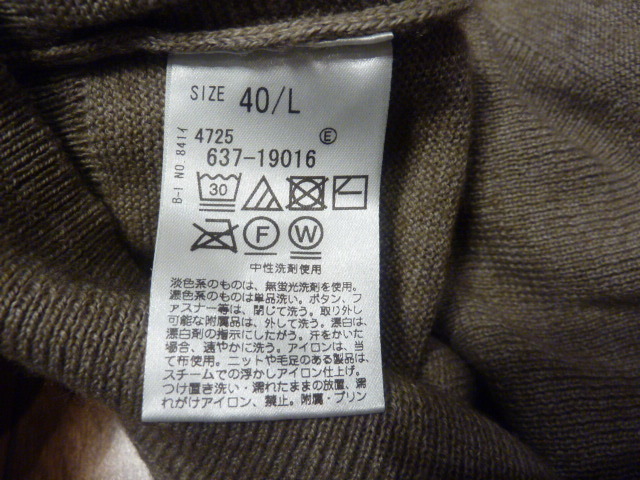 SIZE 40/L
B-1 NO.841イ
4725 Ⓔ
637-19016
30
F W
中性洗剤使用
淡色系のものは、無蛍光洗剤を使用。
濃色系のものは単品洗い。ボタン、フ
ァスナー等は、閉じて洗う。取り外し
可能な附属品は、外して洗う。漂白は、
漂白剤の指示にしたがう。汗をかいた
場合、速やかに洗う。アイロンは、当
て布使用。ニットや毛足のある製品は、
スチームでの浮かしアイロン仕上げ。
つけ置き洗い・濡れたままの放置、濡
れがけアイロン、禁止。附属・プリン